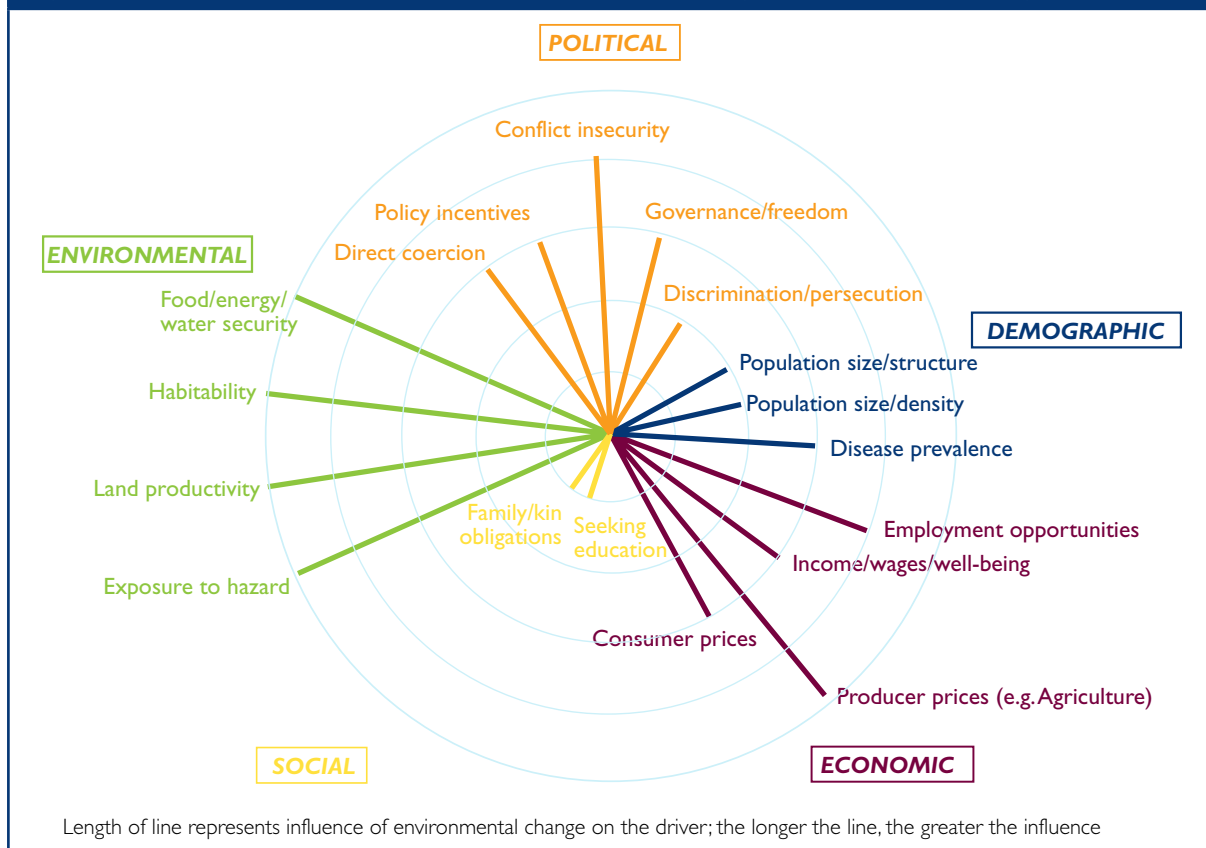 POLITICAL
Conflict insecurity
Policy incentives
Governance/freedom
Direct coercion
ENVIRONMENTAL
Food/energy/
water security
Discrimination/persecution
DEMOGRAPHIC
Population size/structure
Habitability
Population size/density
Disease prevalence
Land productivity
Family/kin
obligations
Seeking
education
Employment opportunities
Income/wages/well-being
Exposure to hazard
Consumer prices
Producer prices (e.g. Agriculture)
SOCIAL
ECONOMIC
Length of line represents influence of environmental change on the driver; the longer the line, the greater the influence